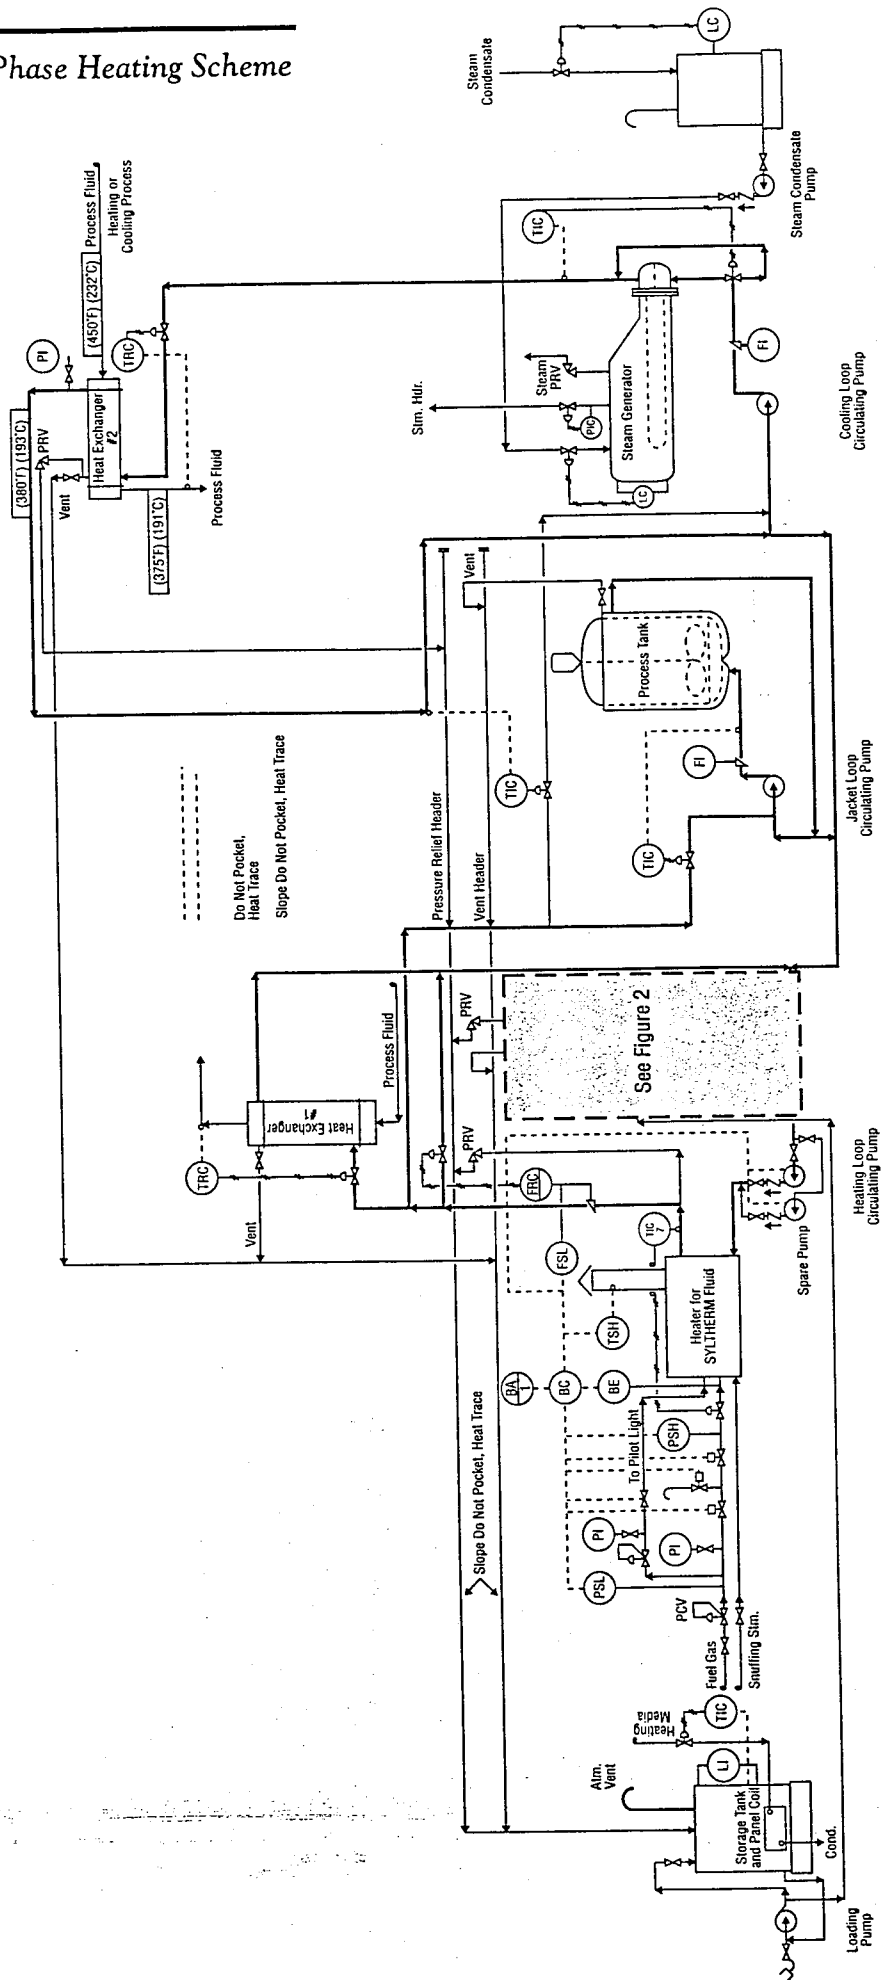 Phase Heating Scheme
LC
Steam
Condensate
Steam Condensate
Pump
Process Fluid
Heating or
Cooling Process
(450°F) (232°C)
PI
TRC
(380°F) (193°C)
PRV
Vent
Heat Exchanger
#2
(375°F) (191°C)
Process Fluid
TIC
Steam
PRV
Stm. Hdr.
PIC
LC
Steam Generator
FI
Cooling Loop
Circulating Pump
Vent
Process Tank
TIC
FI
TIC
Jacket Loop
Circulating Pump
Do Not Pocket,
Heat Trace
Slope Do Not Pocket, Heat Trace
Pressure Relief Header
Vent Header
PRV
See Figure 2
Process Fluid
Heat Exchanger
#1
TRC
Vent
PRV
FRC
FSL
TIC
7
TSH
Heater for
SYLTHERM Fluid
Heating Loop
Circulating Pump
Spare Pump
BA
1
BC
BE
PSH
To Pilot Light
PI
PI
PSL
PCV
Fuel Gas
Snuffing Stm.
Slope Do Not Pocket, Heat Trace
Heating
Media
TIC
LI
Atm.
Vent
Storage Tank
and Panel Coil
Cond.
Loading
Pump